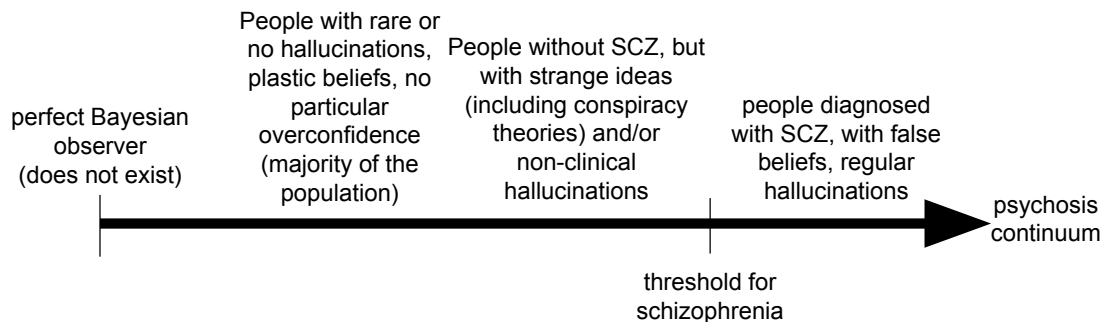 perfect Bayesian
observer
(does not exist)
People with rare or
no hallucinations,
plastic beliefs, no
particular
overconfidence
(majority of the
population)
People without SCZ, but
with strange ideas
(including conspiracy
theories) and/or
non-clinical
hallucinations
people diagnosed
with SCZ, with false
beliefs, regular
hallucinations
psychosis
continuum
threshold for
schizophrenia